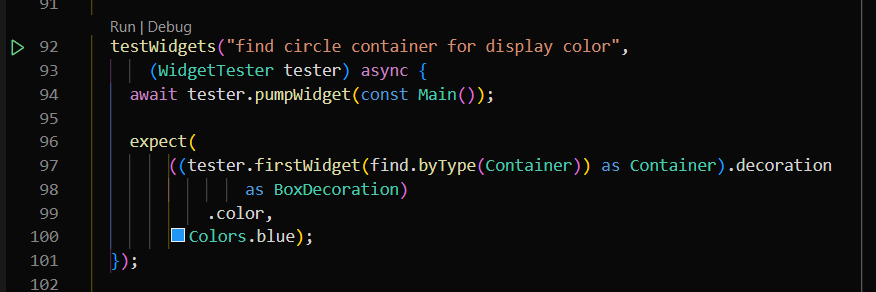 91
Run | Debug
92 testWidgets("find circle container for display color",
93 (WidgetTester tester) async {
94 await tester.pumpWidget(const Main());
95
96 expect(
97 ((tester.firstWidget(find.byType(Container)) as Container).decoration
98 as BoxDecoration)
99 .color,
100 Colors.blue);
101 });
102